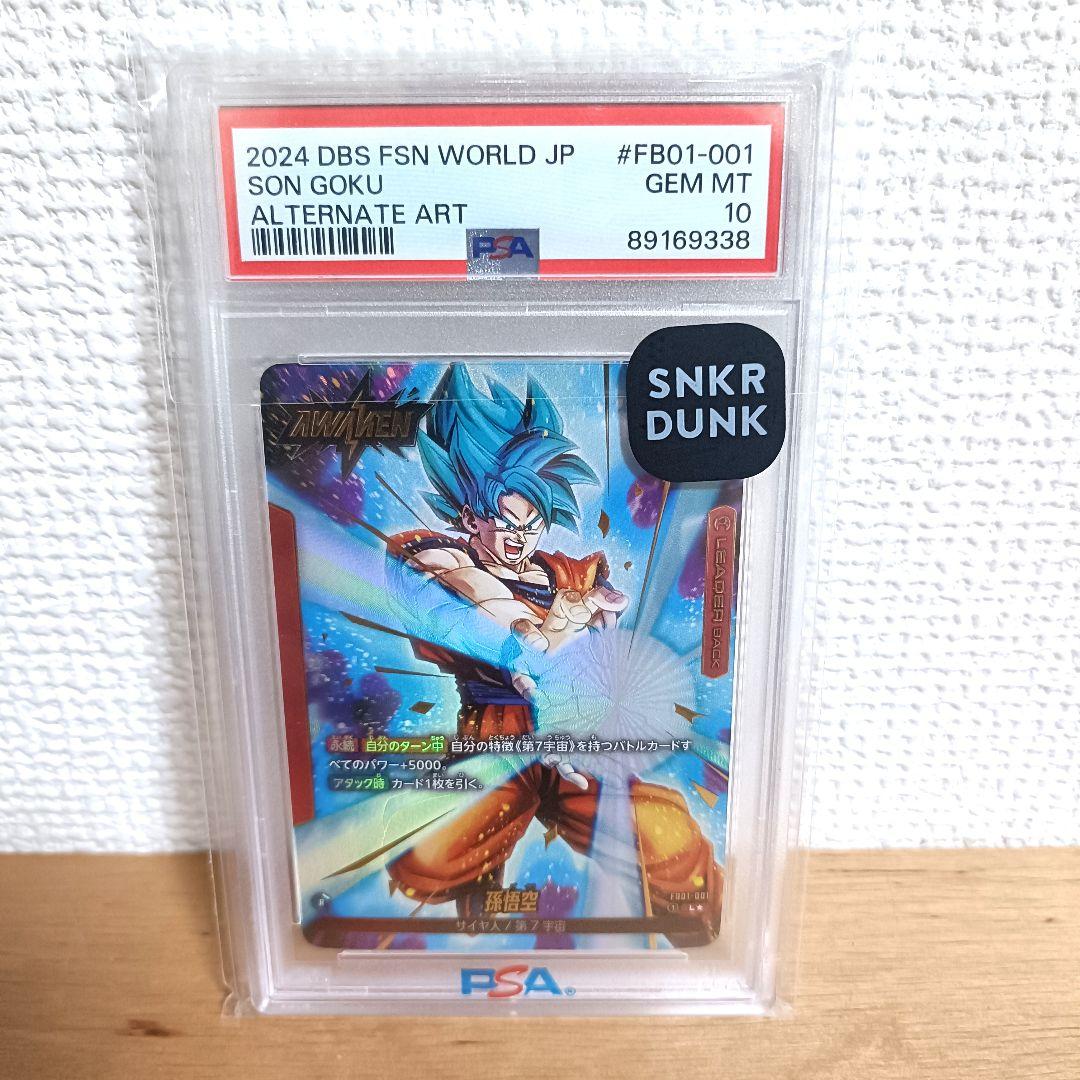 2024 DBS FSN WORLD JP #FB01-001
SON GOKU GEM MT
ALTERNATE ART 10
89169338
PSA
SNKR
DUNK
AWAKEN
LEADER BACK
永続 自分のターン中 自分の特徴《第7宇宙》を持つバトルカードす
べてのパワー+5000。
アタック時 カード1枚を引く。
孫悟空
FB01-001
サイヤ人/第7宇宙
L★
PSA®